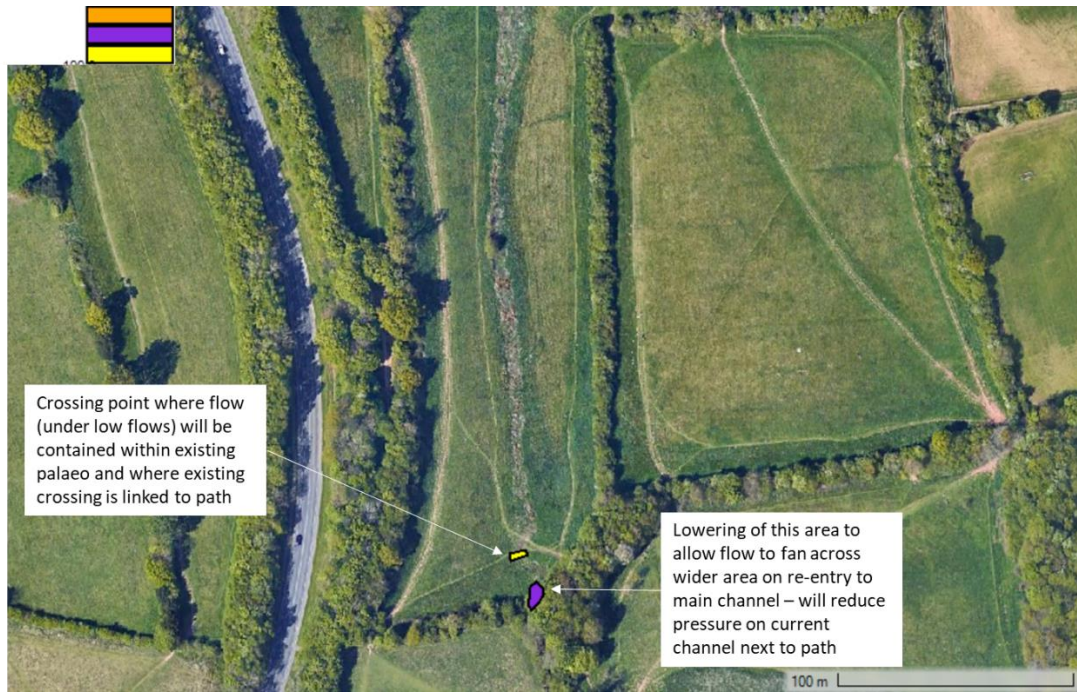 Crossing point where flow
(under low flows) will be
contained within existing
palaeo and where existing
crossing is linked to path
Lowering of this area to
allow flow to fan across
wider area on re-entry to
main channel – will reduce
pressure on current
channel next to path
100 m